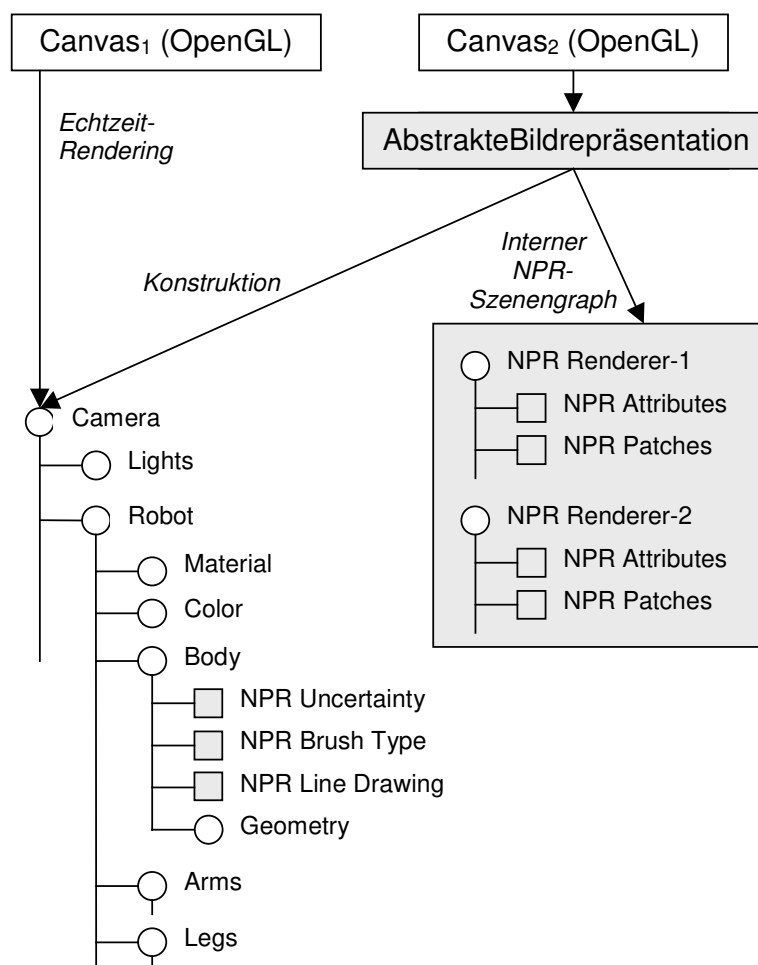 Canvas₁ (OpenGL)
Canvas₂ (OpenGL)
Echtzeit-
Rendering
AbstrakteBildrepräsentation
Konstruktion
Interner
NPR-
Szenengraph
NPR Renderer-1
NPR Attributes
NPR Patches
NPR Renderer-2
NPR Attributes
NPR Patches
Camera
Lights
Robot
Material
Color
Body
NPR Uncertainty
NPR Brush Type
NPR Line Drawing
Geometry
Arms
Legs